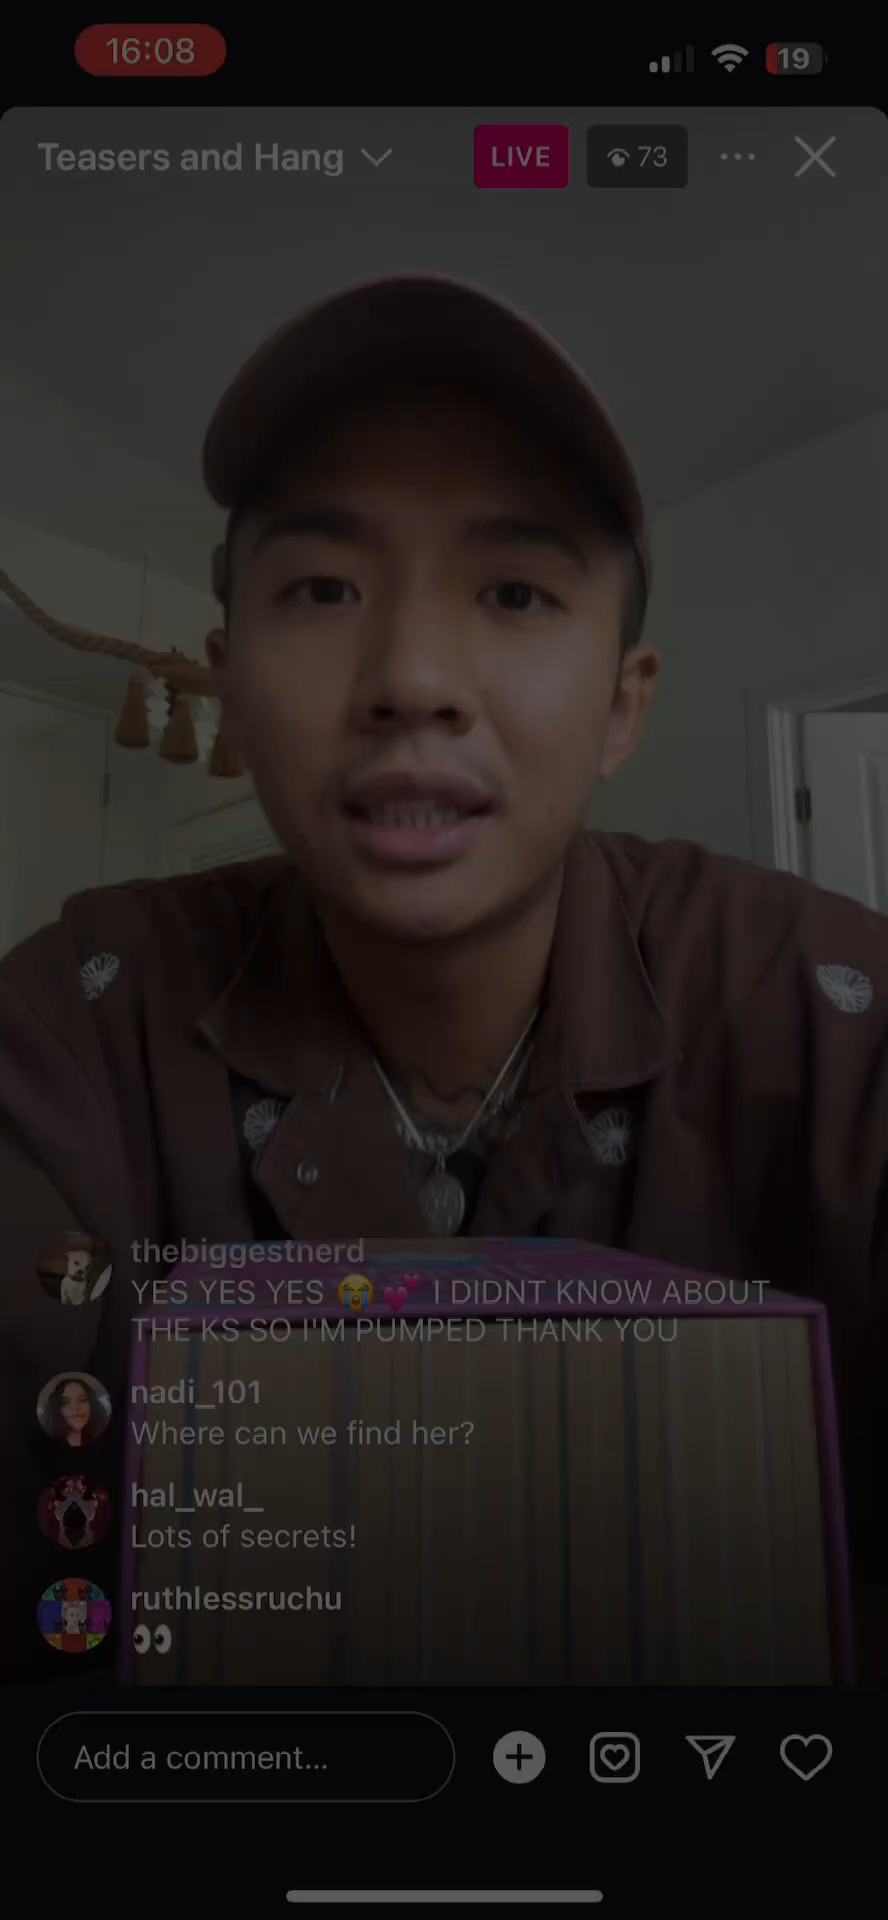 16:08
19
Teasers and Hang
LIVE
73
thebiggestnerd
YES YES YES 😭 💕 I DIDNT KNOW ABOUT
THE KS SO I'M PUMPED THANK YOU
nadi_101
Where can we find her?
hal_wal_
Lots of secrets!
ruthlessruchu
👀
Add a comment...